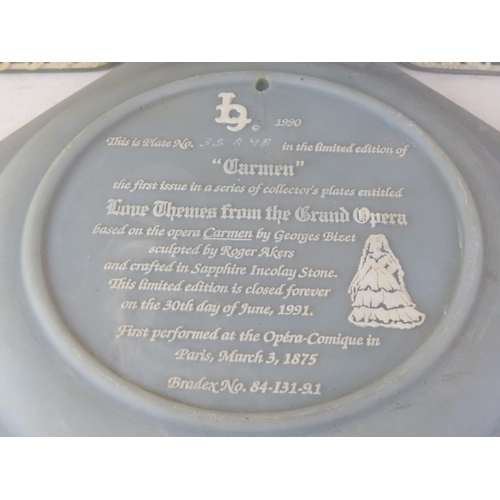 1990
This is Plate No. in the limited edition of
"Carmen"
the first issue in a series of collector's plates entitled
Love Themes from the Grand Opera
based on the opera Carmen by Georges Bizet
sculpted by Roger Akers
and crafted in Sapphire Incolay Stone.
This limited edition is closed forever
on the 30th day of June, 1991.
First performed at the Opéra-Comique in
Paris, March 3, 1875
Bradex No. 84-I31-9.1